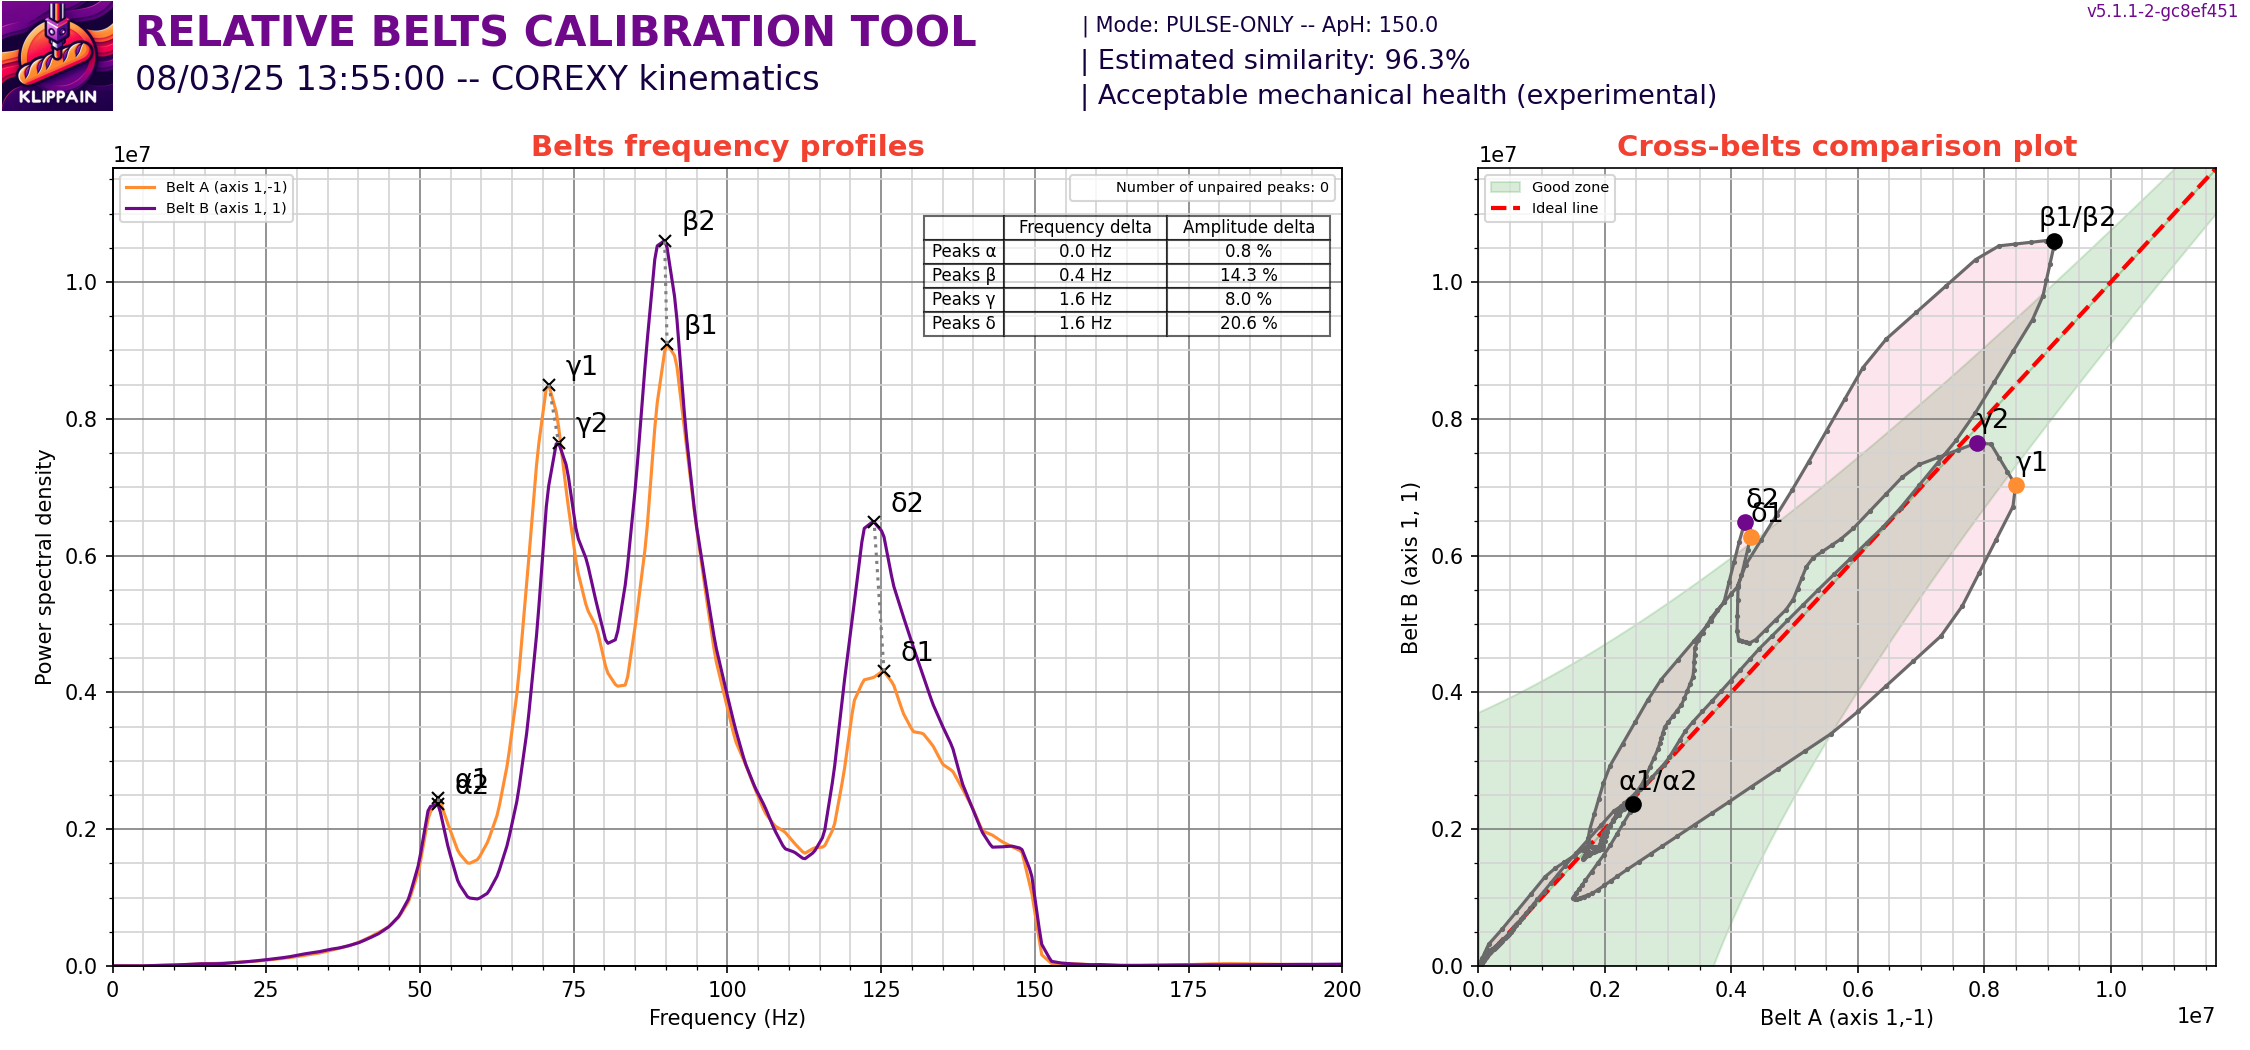 KLIPPAIN
RELATIVE BELTS CALIBRATION TOOL
08/03/25 13:55:00 -- COREXY kinematics
| Mode: PULSE-ONLY -- ApH: 150.0
| Estimated similarity: 96.3%
| Acceptable mechanical health (experimental)
v5.1.1-2-gc8ef451
Belts frequency profiles
1e7
Belt A (axis 1,-1)
Belt B (axis 1, 1)
Number of unpaired peaks: 0
Frequency delta Amplitude delta
Peaks α 0.0 Hz 0.8 %
Peaks β 0.4 Hz 14.3 %
Peaks γ 1.6 Hz 8.0 %
Peaks δ 1.6 Hz 20.6 %
β2
β1
γ1
γ2
δ2
δ1
α1
α2
1.0
0.8
0.6
0.4
0.2
0.0
Power spectral density
0 25 50 75 100 125 150 175 200
Frequency (Hz)
Cross-belts comparison plot
1e7
Good zone
Ideal line
β1/β2
γ2
γ1
δ2
δ1
α1/α2
1.0
0.8
0.6
0.4
0.2
0.0
Belt B (axis 1, 1)
0.0 0.2 0.4 0.6 0.8 1.0
1e7
Belt A (axis 1,-1)